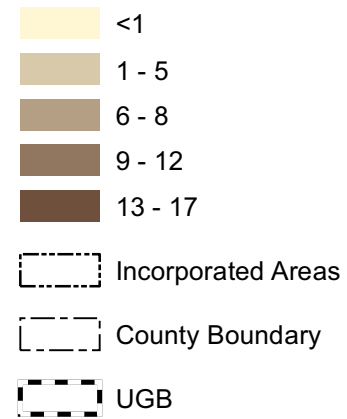 <1
1 - 5
6 - 8
9 - 12
13 - 17
Incorporated Areas
County Boundary
UGB